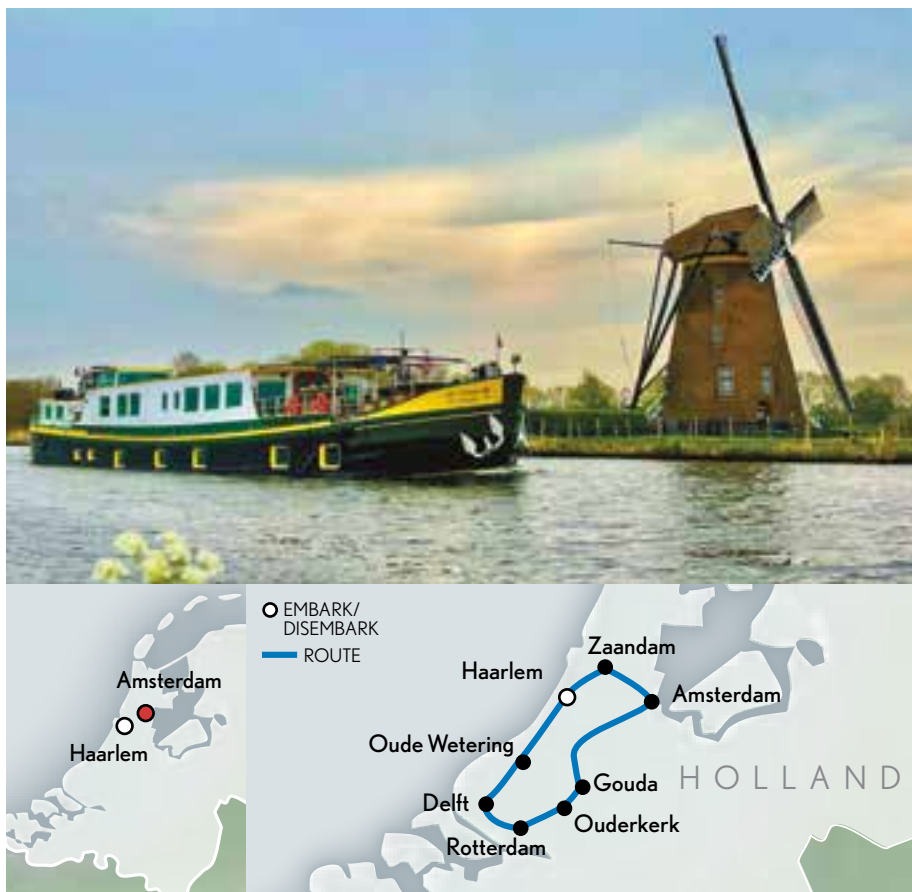 Amsterdam
Haarlem
EMBARK/
DISEMBARK
ROUTE
Zaandam
Haarlem
Amsterdam
Oude Wetering
Gouda
HOLLAND
Delft
Ouderkerk
Rotterdam